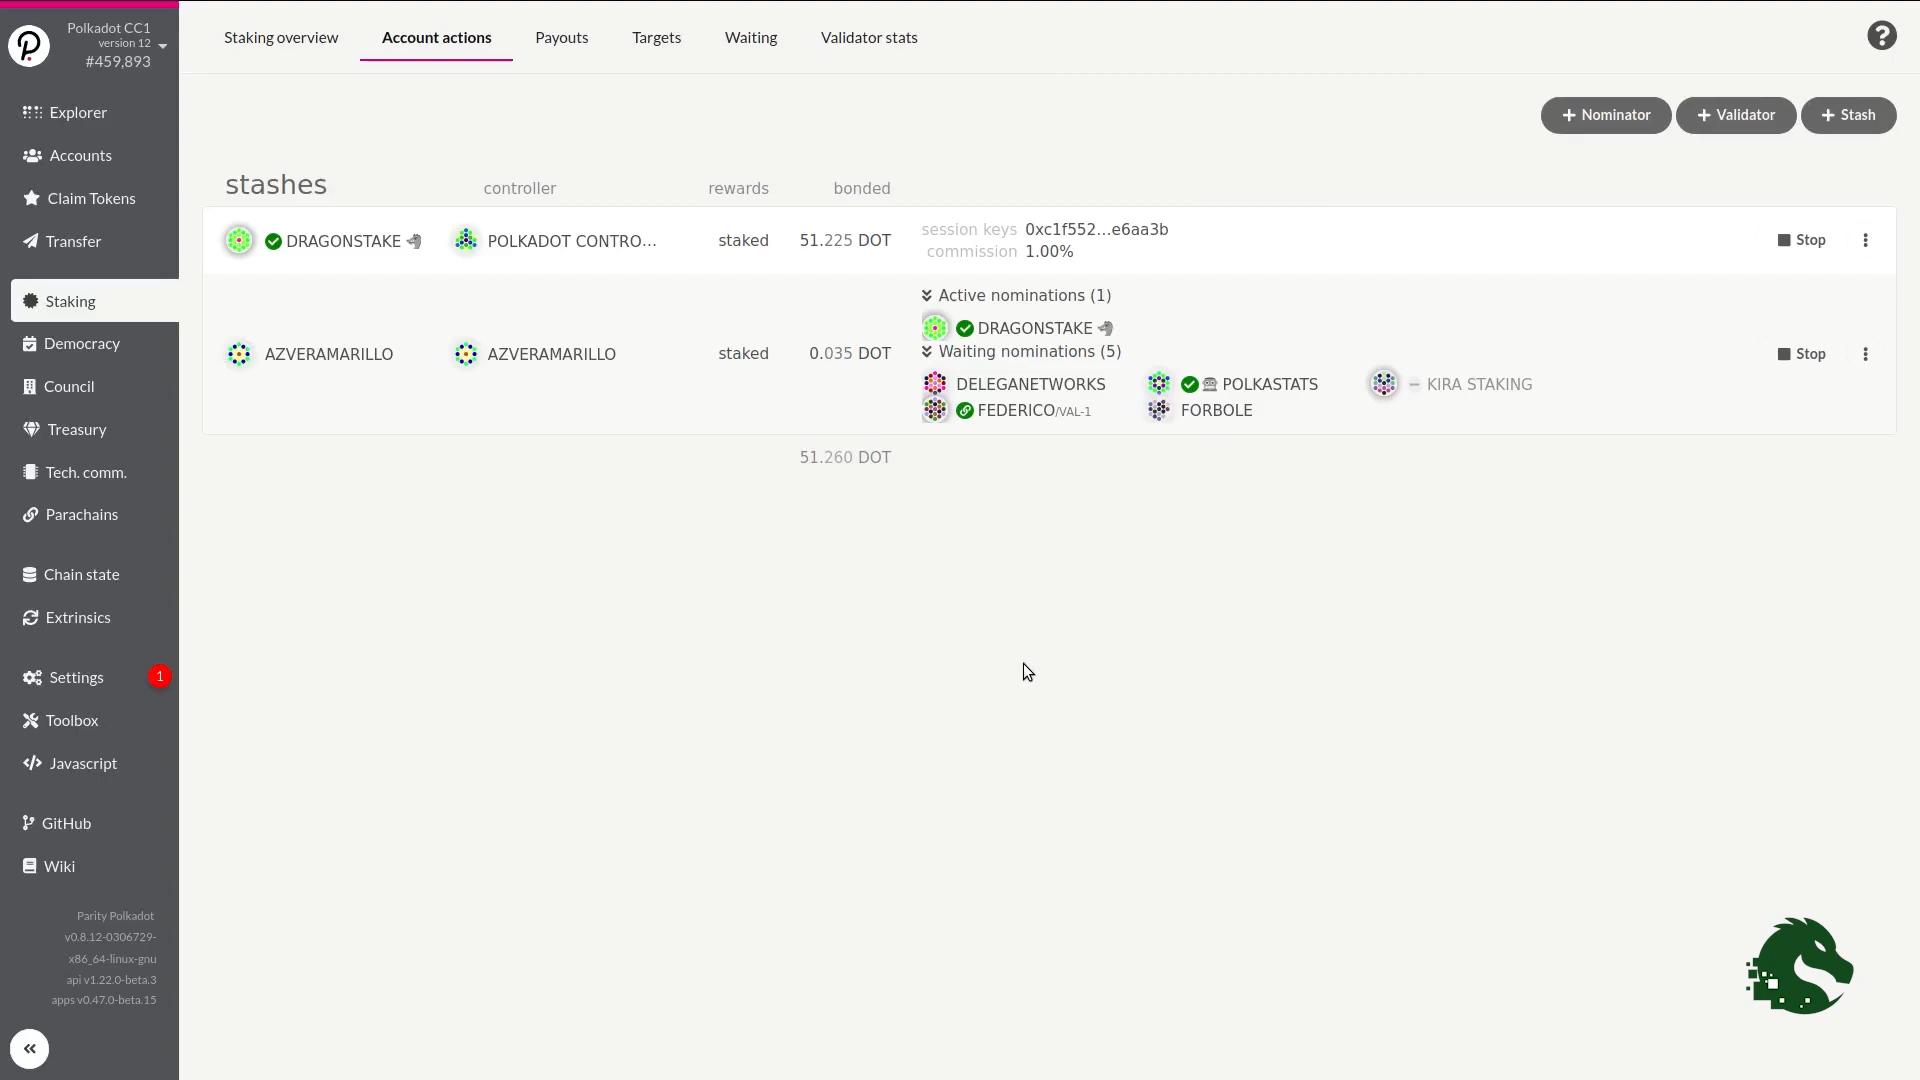 Polkadot CC1
version 12
#459,893
Explorer
Accounts
Claim Tokens
Transfer
Staking
Democracy
Council
Treasury
Tech. comm.
Parachains
Chain state
Extrinsics
Settings 1
Toolbox
Javascript
GitHub
Wiki
Parity Polkadot
v0.8.12-0306729-
x86_64-linux-gnu
api v1.22.0-beta.3
apps v0.47.0-beta.15
Staking overview Account actions Payouts Targets Waiting Validator stats
Nominator Validator Stash
stashes controller rewards bonded
DRAGONSTAKE POLKADOT CONTRO... staked 51.225 DOT
session keys 0xc1f552...e6aa3b
commission 1.00%
Stop
AZVERAMARILLO AZVERAMARILLO staked 0.035 DOT
Active nominations (1)
DRAGONSTAKE
Waiting nominations (5)
DELEGANETWORKS POLKASTATS KIRA STAKING
FEDERICO/VAL-1 FORBOLE
Stop
51.260 DOT